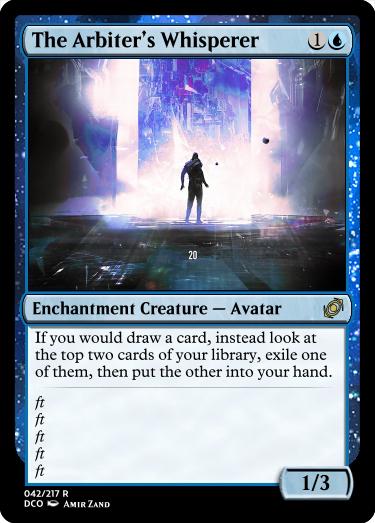 The Arbiter's Whisperer 1
20
Enchantment Creature — Avatar
If you would draw a card, instead look at
the top two cards of your library, exile one
of them, then put the other into your hand.
ft
ft
ft
ft
ft
1/3
042/217 R
DCO Amir Zand